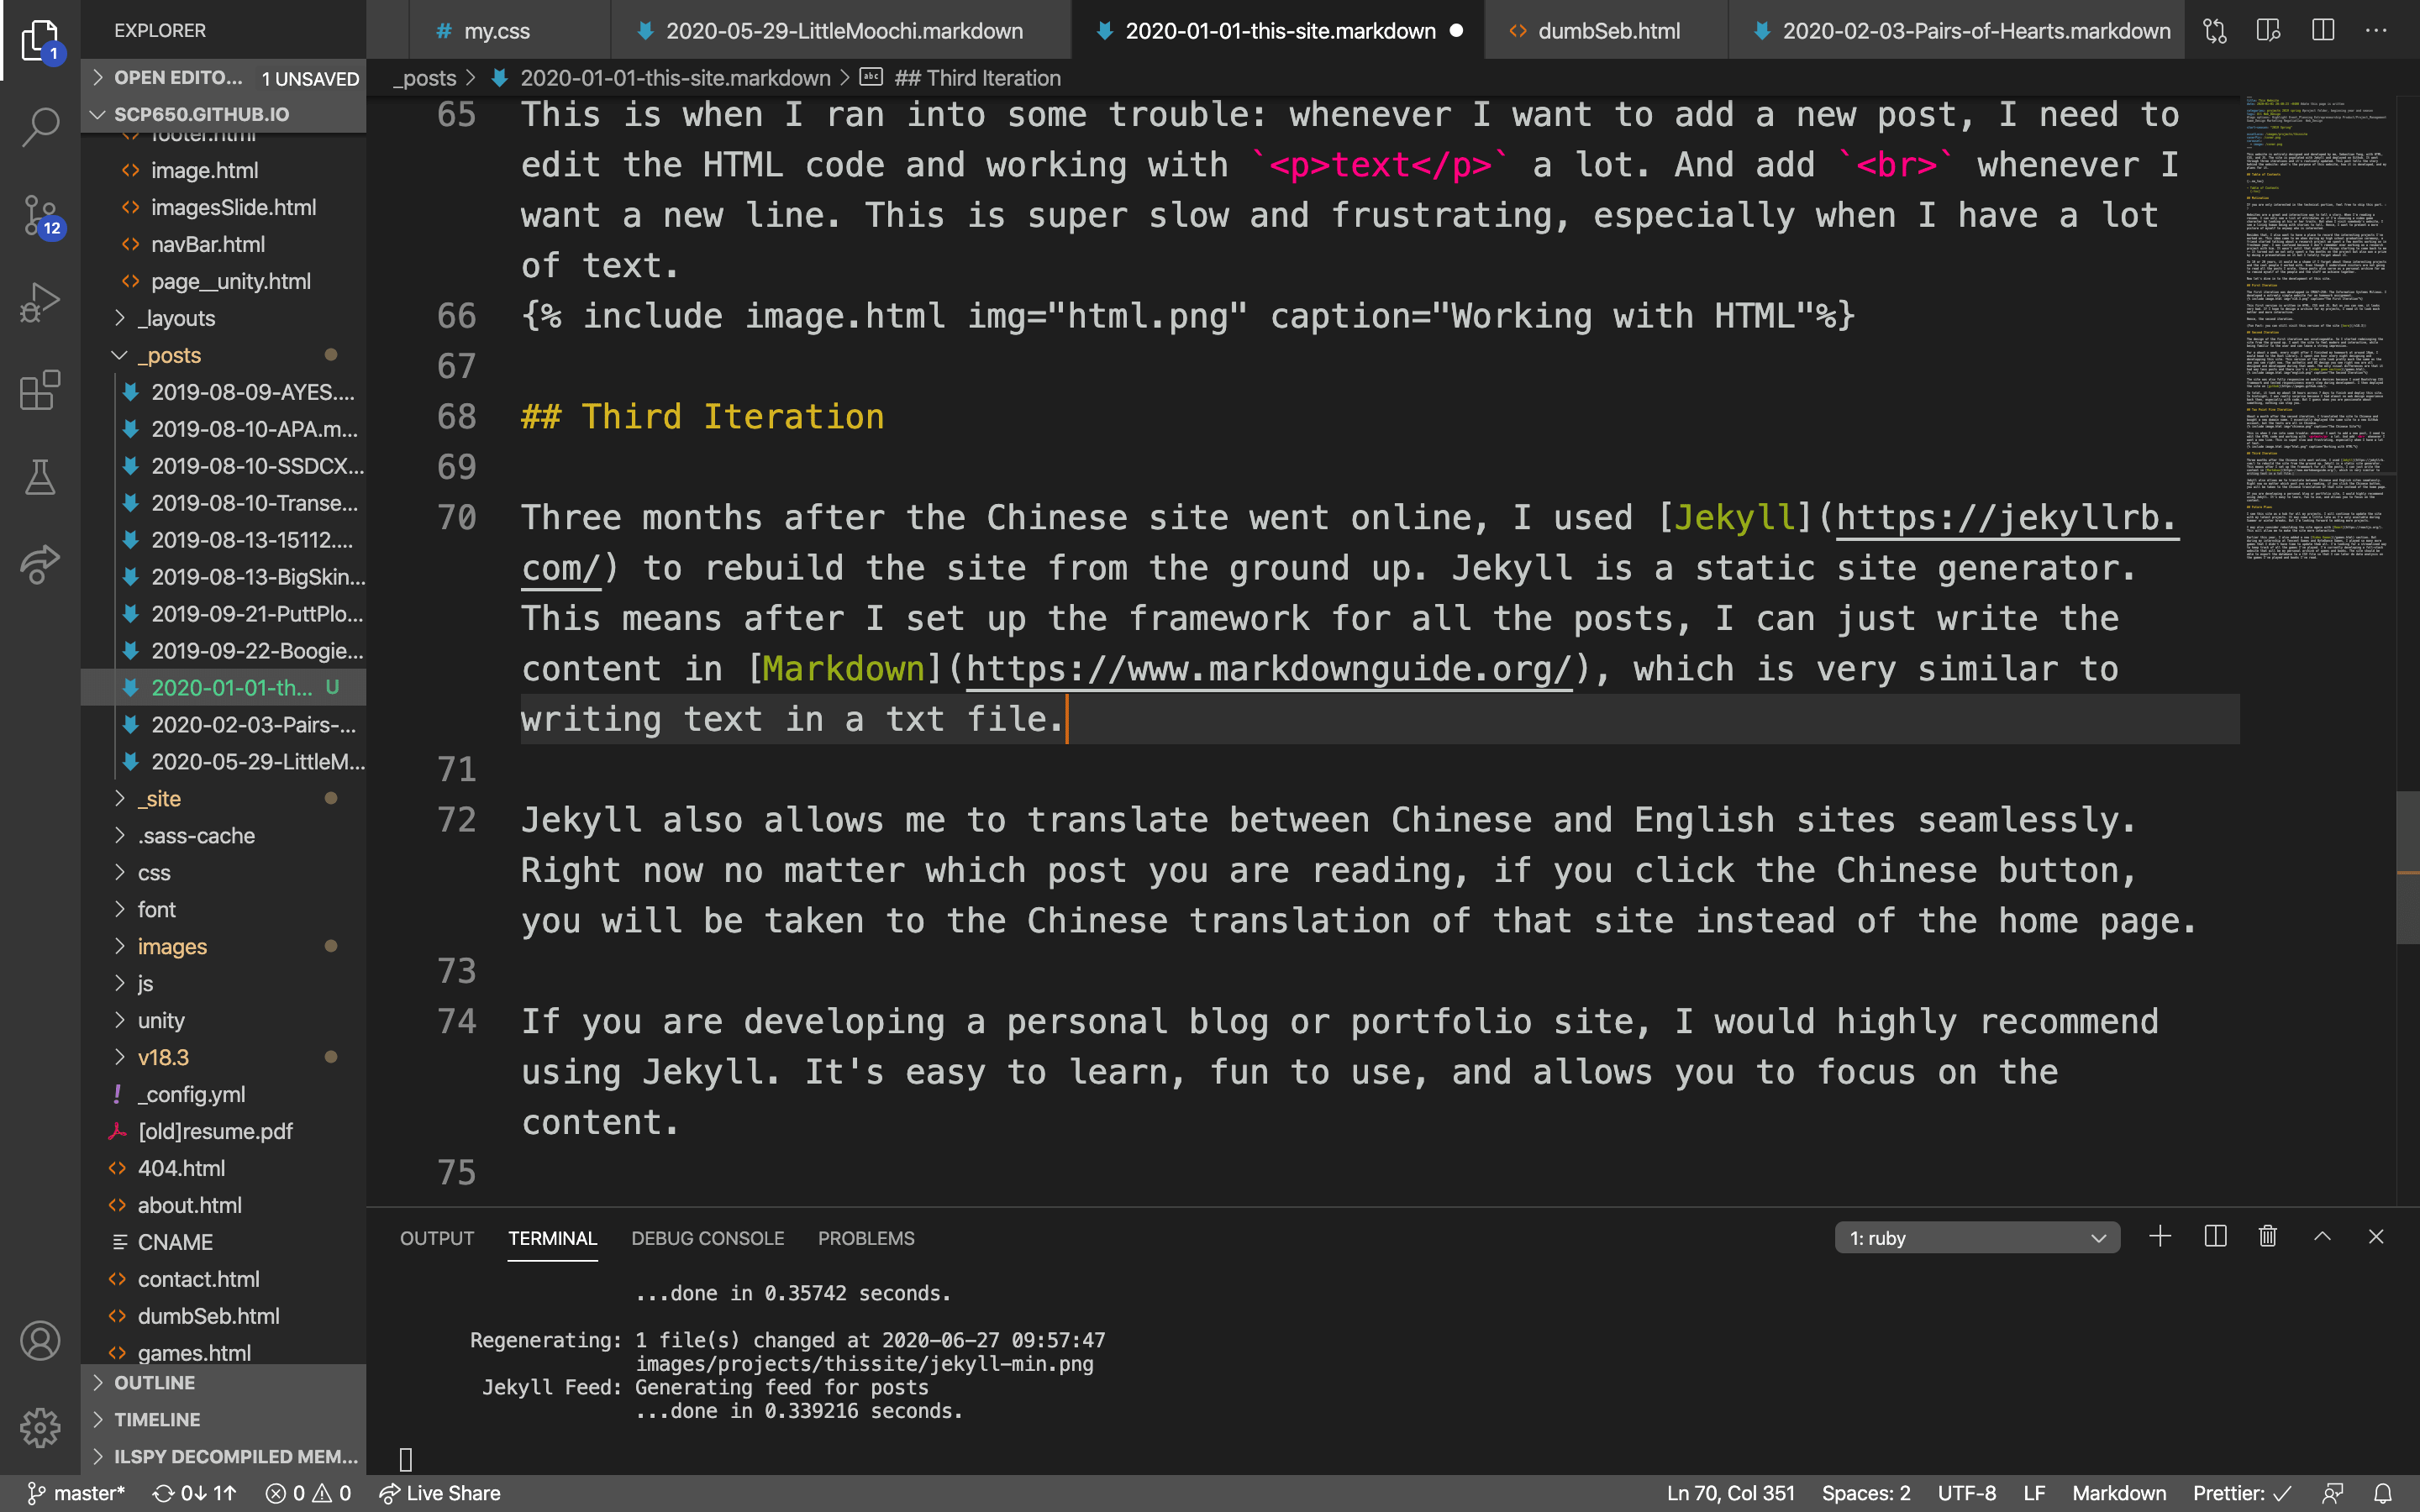 EXPLORER
# my.css
2020-05-29-LittleMoochi.markdown
2020-01-01-this-site.markdown
<> dumbSeb.html
2020-02-03-Pairs-of-Hearts.markdown
1
12
OPEN EDITO... 1 UNSAVED
SCP650.GITHUB.IO
footer.html
<> image.html
<> imagesSlide.html
<> navBar.html
<> page__unity.html
_layouts
_posts
2019-08-09-AYES....
2019-08-10-APA.m...
2019-08-10-SSDCX...
2019-08-10-Transe...
2019-08-13-15112....
2019-08-13-BigSkin...
2019-09-21-PuttPlo...
2019-09-22-Boogie...
2020-01-01-th... U
2020-02-03-Pairs-...
2020-05-29-LittleM...
_site
.sass-cache
css
font
images
js
unity
v18.3
! _config.yml
[old]resume.pdf
<> 404.html
<> about.html
CNAME
<> contact.html
<> dumbSeb.html
<> games.html
OUTLINE
TIMELINE
ILSPY DECOMPILED MEM...
_posts > 2020-01-01-this-site.markdown > abc ## Third Iteration
65 This is when I ran into some trouble: whenever I want to add a new post, I need to
edit the HTML code and working with `<p>text</p>` a lot. And add `<br>` whenever I
want a new line. This is super slow and frustrating, especially when I have a lot
of text.
66 {% include image.html img="html.png" caption="Working with HTML"%}
67
68 ## Third Iteration
69
70 Three months after the Chinese site went online, I used [Jekyll](https://jekyllrb.
com/) to rebuild the site from the ground up. Jekyll is a static site generator.
This means after I set up the framework for all the posts, I can just write the
content in [Markdown](https://www.markdownguide.org/), which is very similar to
writing text in a txt file.
71
72 Jekyll also allows me to translate between Chinese and English sites seamlessly.
Right now no matter which post you are reading, if you click the Chinese button,
you will be taken to the Chinese translation of that site instead of the home page.
73
74 If you are developing a personal blog or portfolio site, I would highly recommend
using Jekyll. It's easy to learn, fun to use, and allows you to focus on the
content.
75
OUTPUT TERMINAL DEBUG CONSOLE PROBLEMS
1: ruby
...done in 0.35742 seconds.
Regenerating: 1 file(s) changed at 2020-06-27 09:57:47
images/projects/thissite/jekyll-min.png
Jekyll Feed: Generating feed for posts
...done in 0.339216 seconds.
master* 0↓ 1↑ 0 0 Live Share
Ln 70, Col 351 Spaces: 2 UTF-8 LF Markdown Prettier: ✓